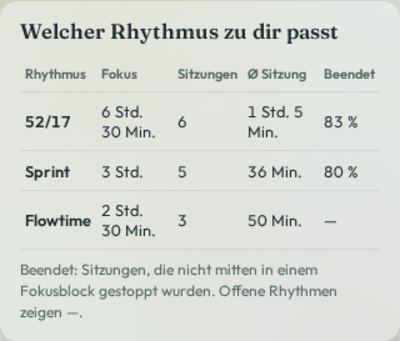 Welcher Rhythmus zu dir passt
Rhythmus Fokus Sitzungen Ø Sitzung Beendet
52/17 6 Std. 30 Min. 6 1 Std. 5 Min. 83 %
Sprint 3 Std. 5 36 Min. 80 %
Flowtime 2 Std. 30 Min. 3 50 Min. —
Beendet: Sitzungen, die nicht mitten in einem
Fokusblock gestoppt wurden. Offene Rhythmen
zeigen —.